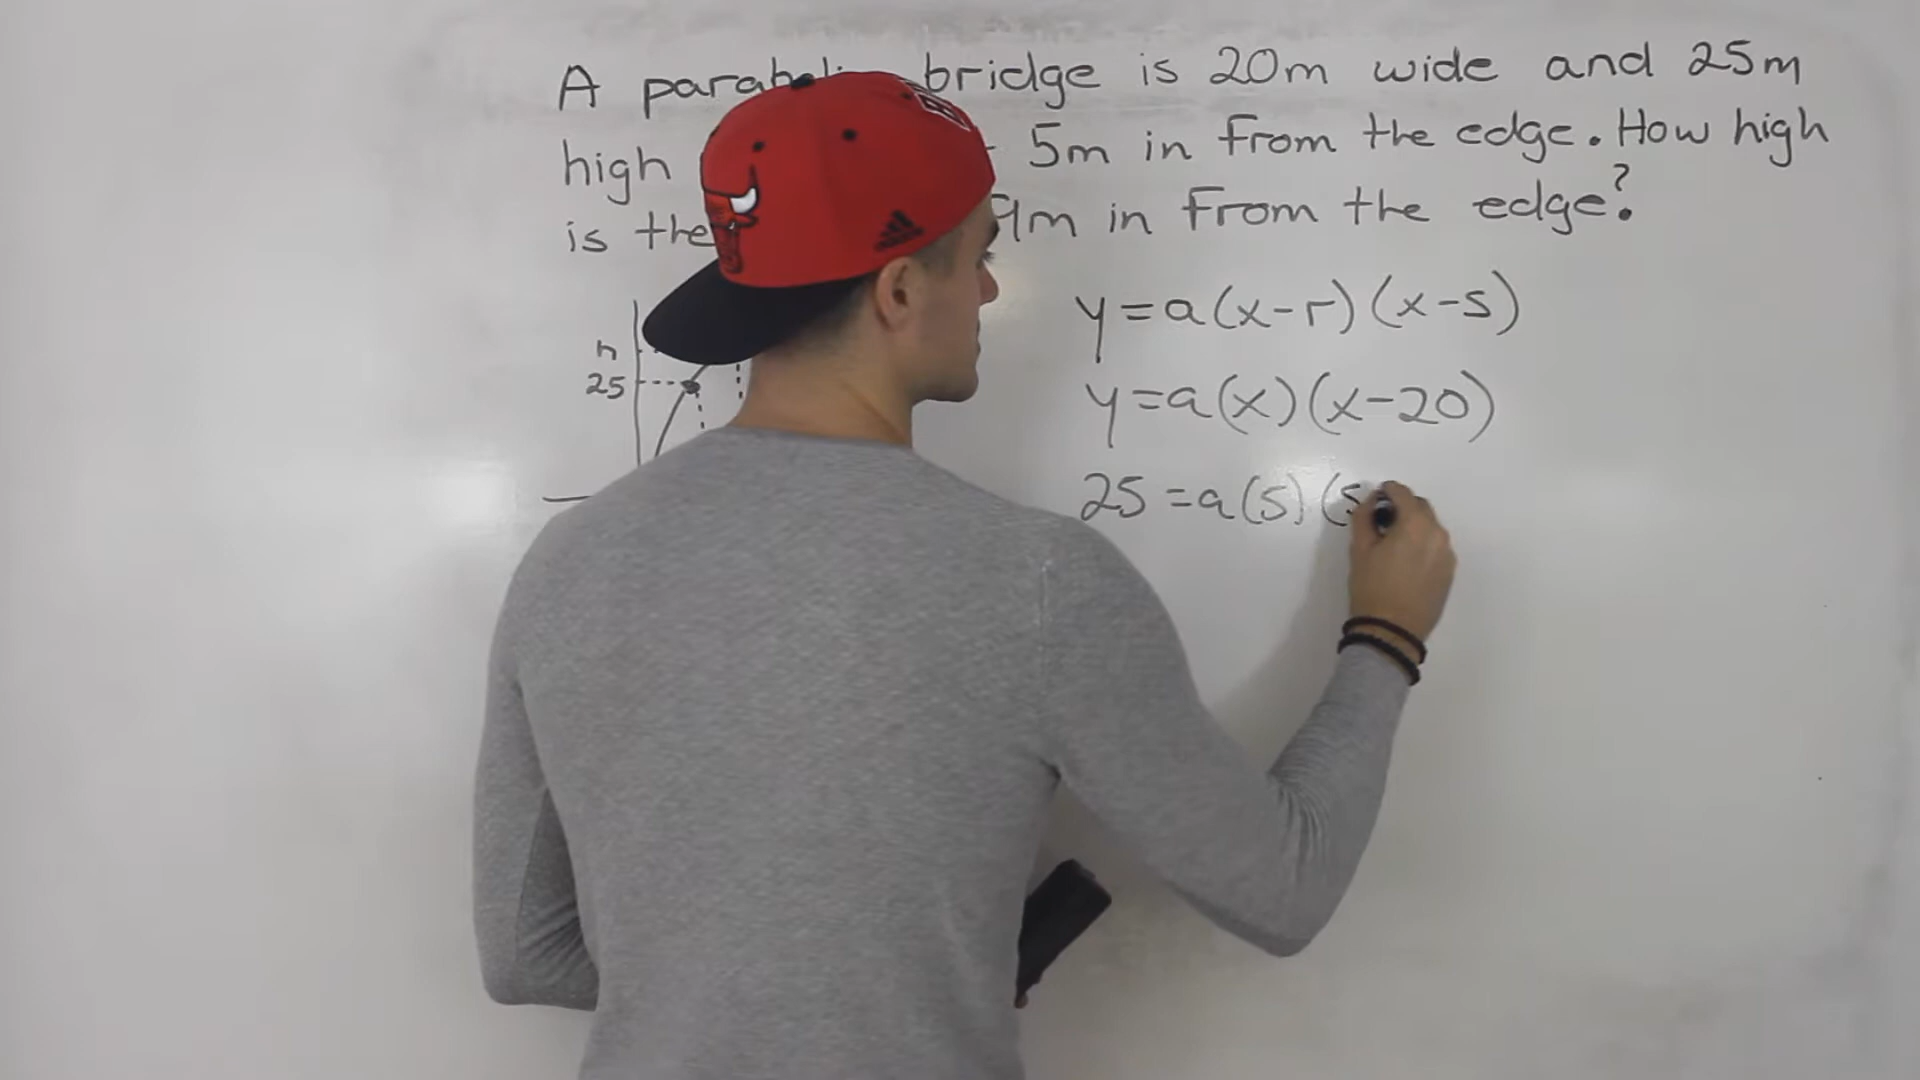 A parabolic bridge is 20m wide and 25m
high 5m in from the edge. How high
is the 9m in from the edge?
y=a(x-r)(x-s)
h
25
y=a(x)(x-20)
25=a(5)(5